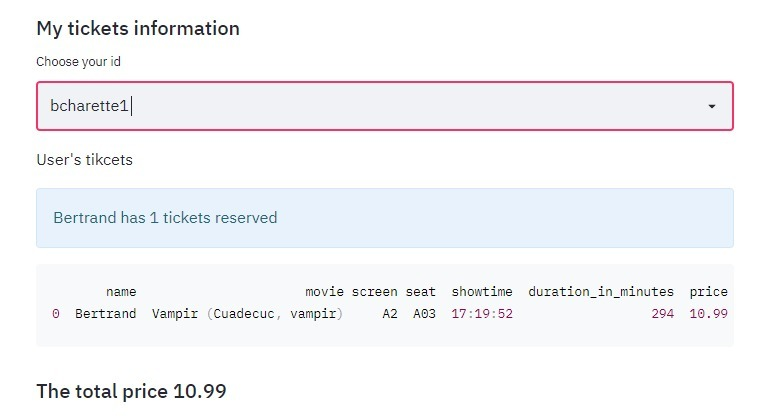 My tickets information
Choose your id
bcharette1
User's tikcets
Bertrand has 1 tickets reserved
name movie screen seat showtime duration_in_minutes price
0 Bertrand Vampir (Cuadecuc, vampir) A2 A03 17:19:52 294 10.99
The total price 10.99